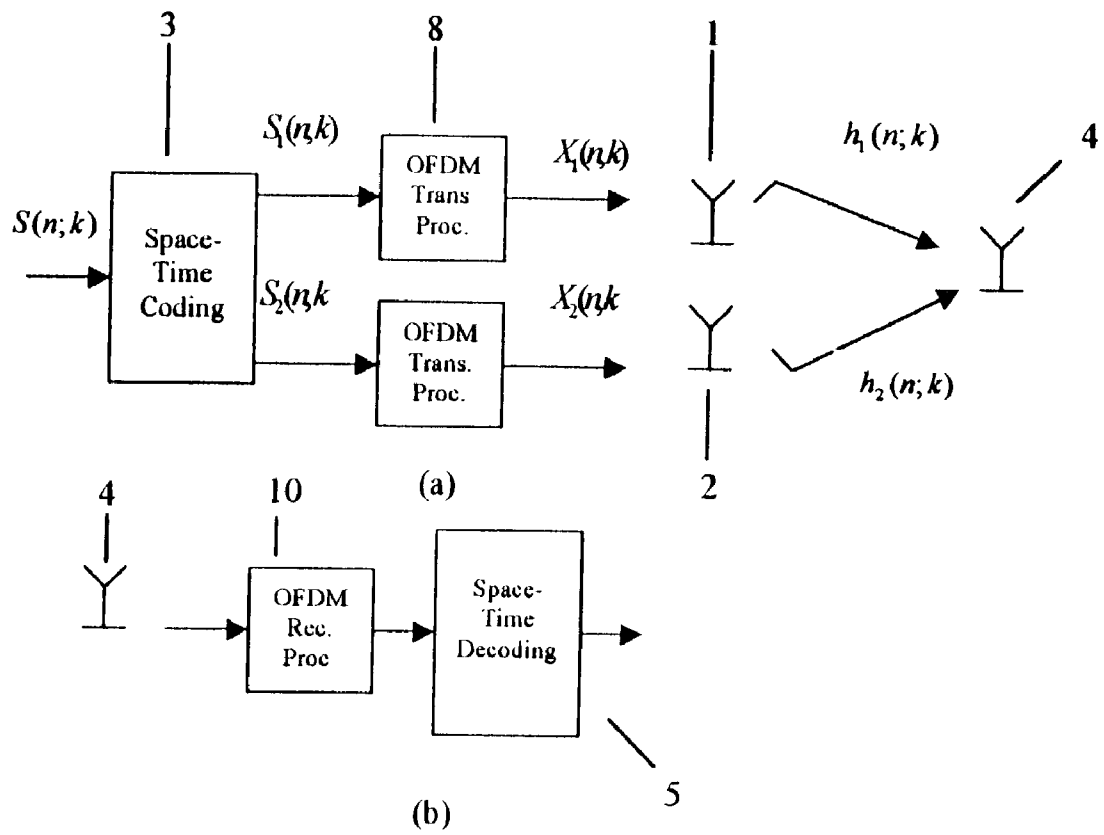 3
8
1
S₁(n,k)
X₁(n,k)
h₁(n; k)
4
OFDM
Trans
Proc.
S(n; k)
Space-
Time
Coding
S₂(n,k
X₂(n,k
OFDM
Trans.
Proc.
h₂(n; k)
(a)
2
4
10
OFDM
Rec.
Proc
Space-
Time
Decoding
5
(b)